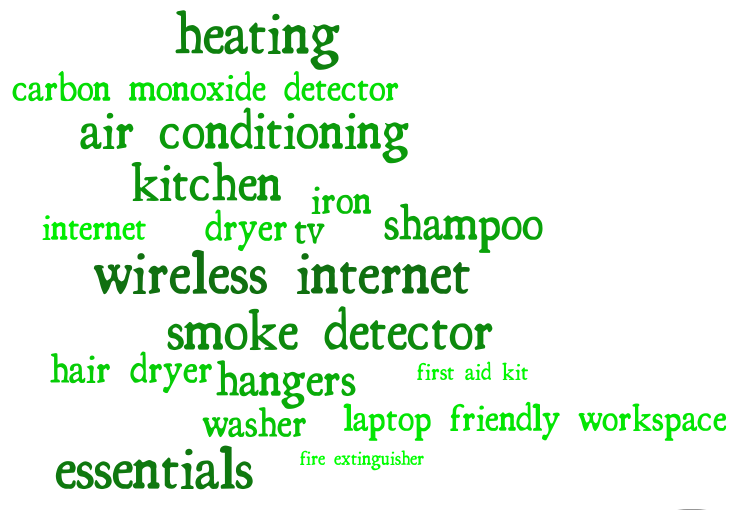 heating
carbon monoxide detector
air conditioning
kitchen
iron
internet
dryer
tv
shampoo
wireless internet
smoke detector
hair dryer
hangers
first aid kit
washer
laptop friendly workspace
essentials
fire extinguisher